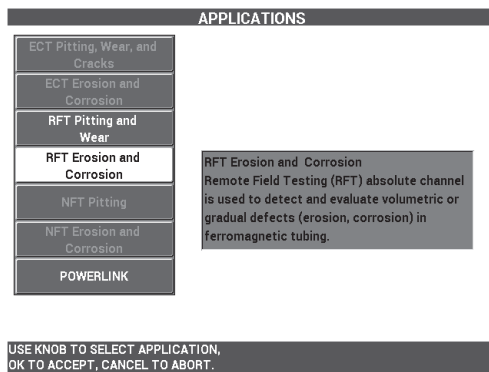 APPLICATIONS
ECT Pitting, Wear, and
Cracks
ECT Erosion and
Corrosion
RFT Pitting and
Wear
RFT Erosion and
Corrosion
NFT Pitting
NFT Erosion and
Corrosion
POWERLINK
RFT Erosion and Corrosion
Remote Field Testing (RFT) absolute channel
is used to detect and evaluate volumetric or
gradual defects (erosion, corrosion) in
ferromagnetic tubing.
USE KNOB TO SELECT APPLICATION,
OK TO ACCEPT, CANCEL TO ABORT.